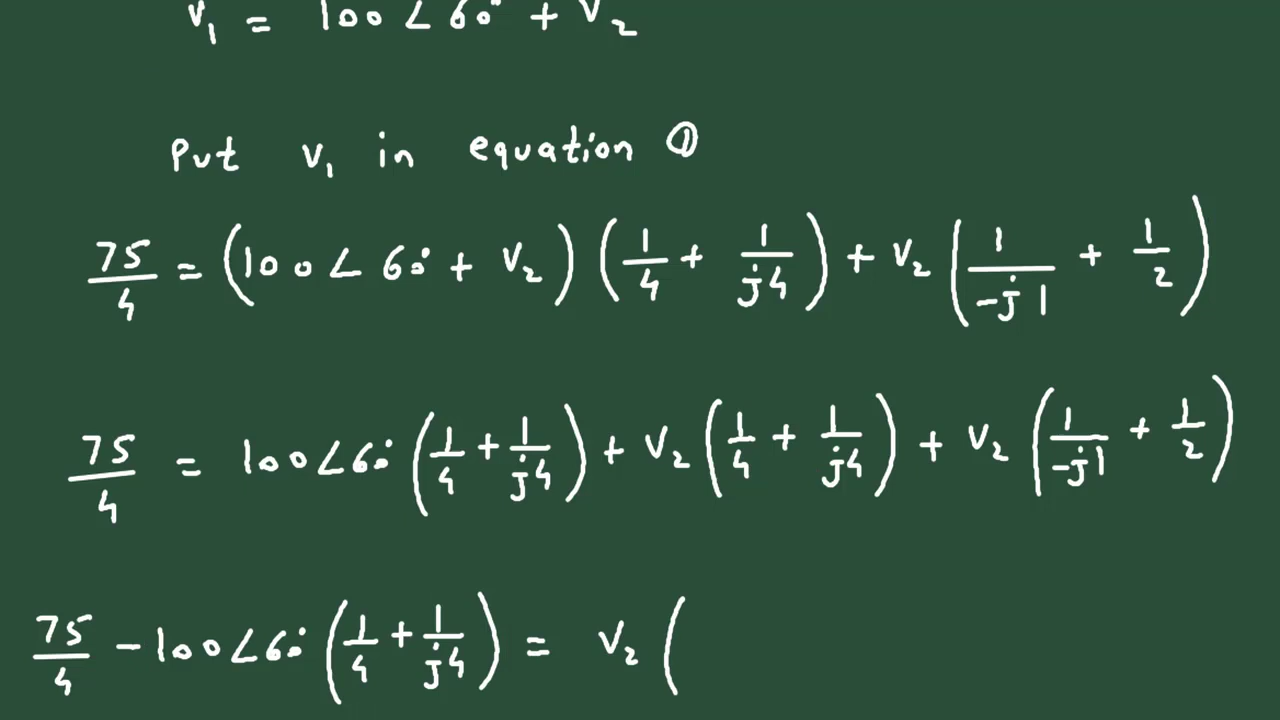 V₁ = 100∠60° + V₂
Put V₁ in equation ①
75/4 = (100∠60° + V₂)(1/4 + 1/j4) + V₂(1/-j1 + 1/2)
75/4 = 100∠60°(1/4 + 1/j4) + V₂(1/4 + 1/j4) + V₂(1/-j1 + 1/2)
75/4 - 100∠60°(1/4 + 1/j4) = V₂(